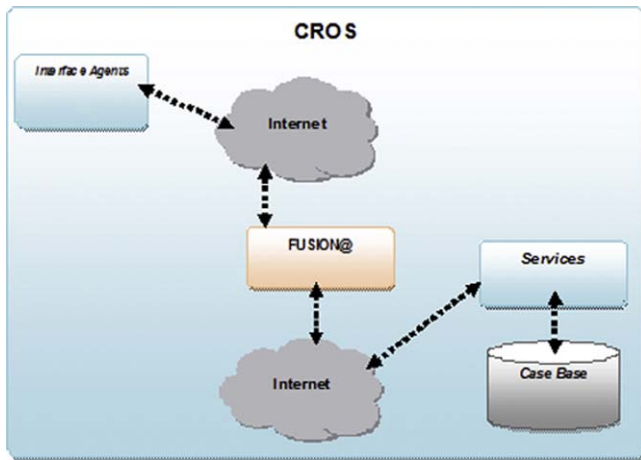 CROS
Interface Agents
Internet
FUSION@
Services
Internet
Case Base